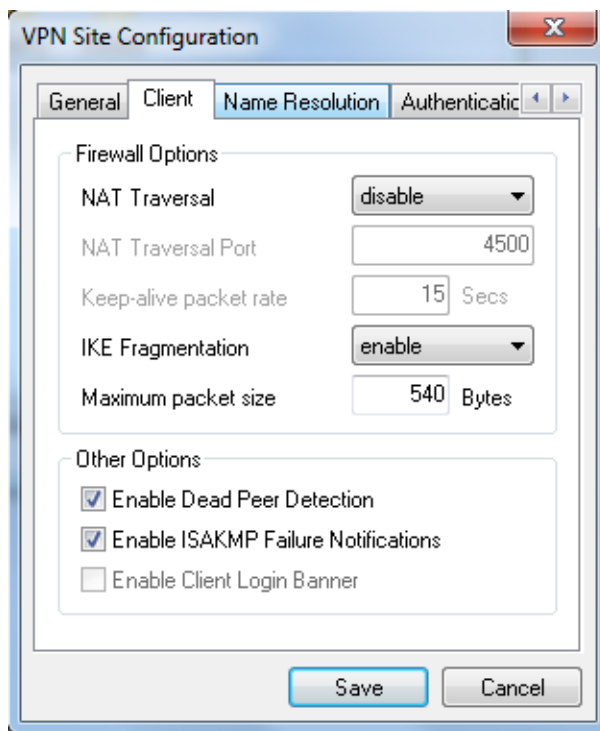 VPN Site Configuration
General Client Name Resolution Authenticatic
Firewall Options
NAT Traversal disable
NAT Traversal Port 4500
Keep-alive packet rate 15 Secs
IKE Fragmentation enable
Maximum packet size 540 Bytes
Other Options
Enable Dead Peer Detection
Enable ISAKMP Failure Notifications
Enable Client Login Banner
Save Cancel